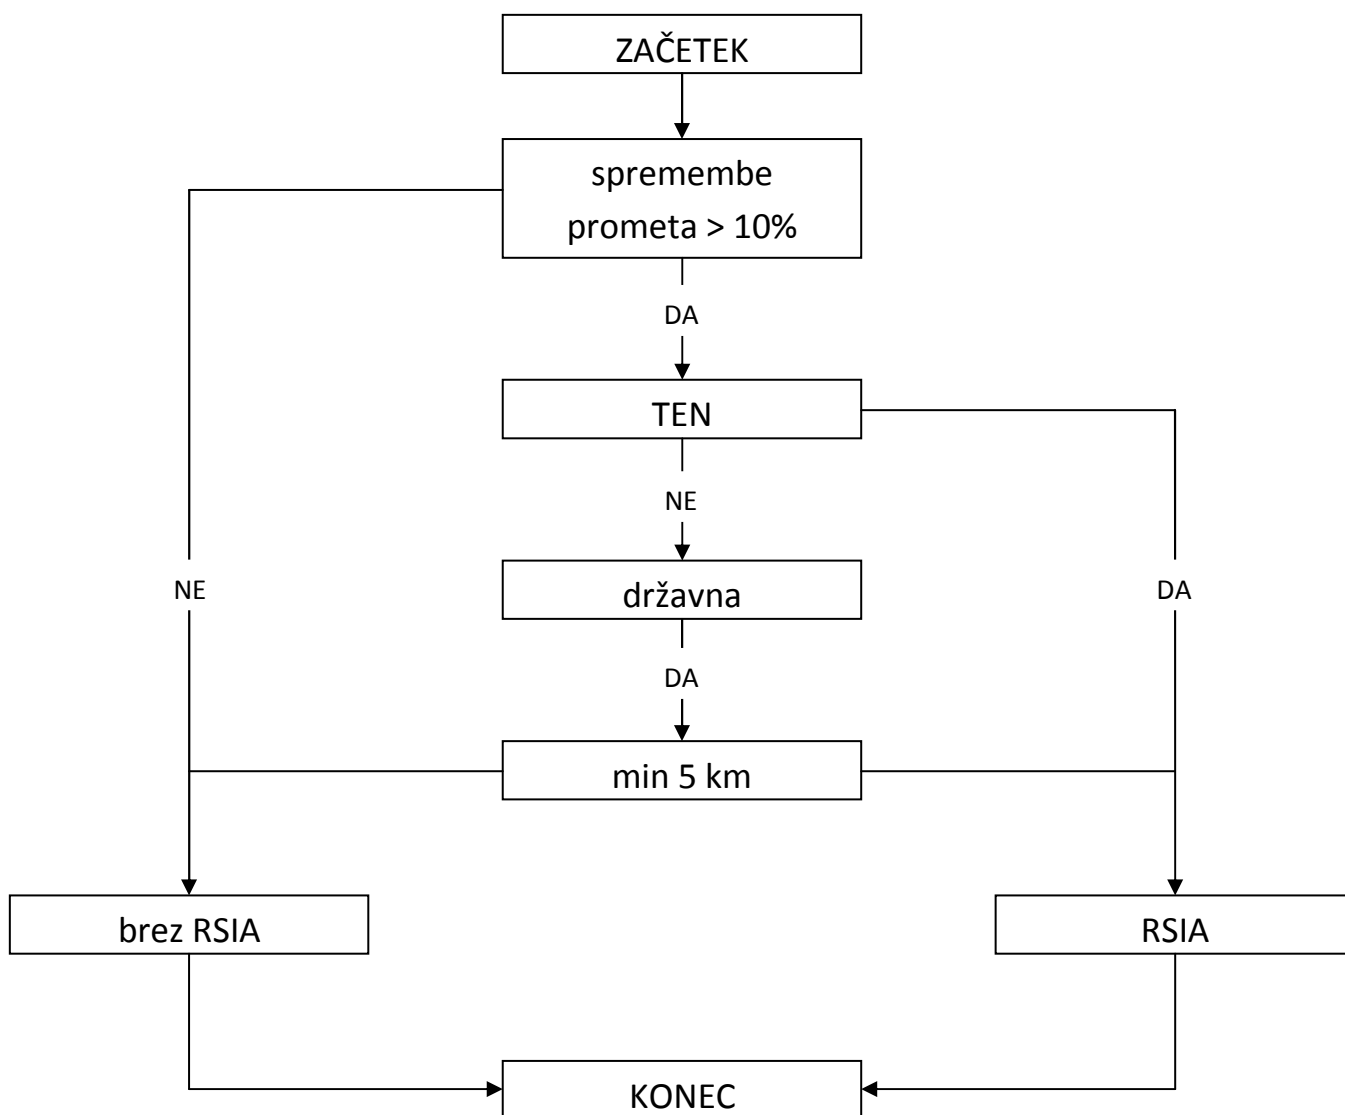 ZAČETEK
spremembe
prometa > 10%
DA
TEN
NE
državna
NE
DA
DA
min 5 km
brez RSIA
RSIA
KONEC